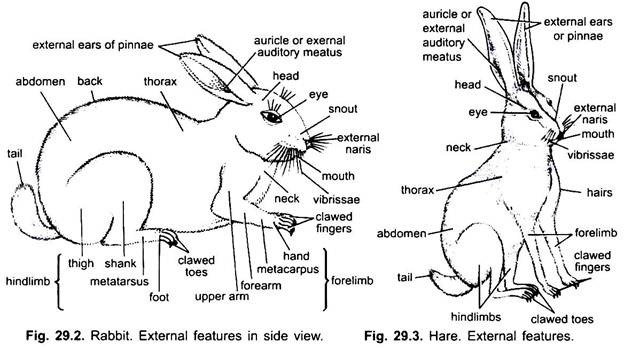 external ears of pinnae
auricle or exernal
auditory meatus
head
eye
snout
external
naris
mouth
vibrissae
neck
clawed
fingers
hand
metacarpus
forearm
upper arm
forelimb
clawed
toes
foot
metatarsus
shank
thigh
hindlimb
tail
abdomen
back
thorax
Fig. 29.2. Rabbit. External features in side view.
auricle or
external
auditory
meatus
external ears
or pinnae
head
snout
eye
external
naris
mouth
vibrissae
neck
thorax
hairs
abdomen
forelimb
clawed
fingers
tail
hindlimbs
clawed toes
Fig. 29.3. Hare. External features.